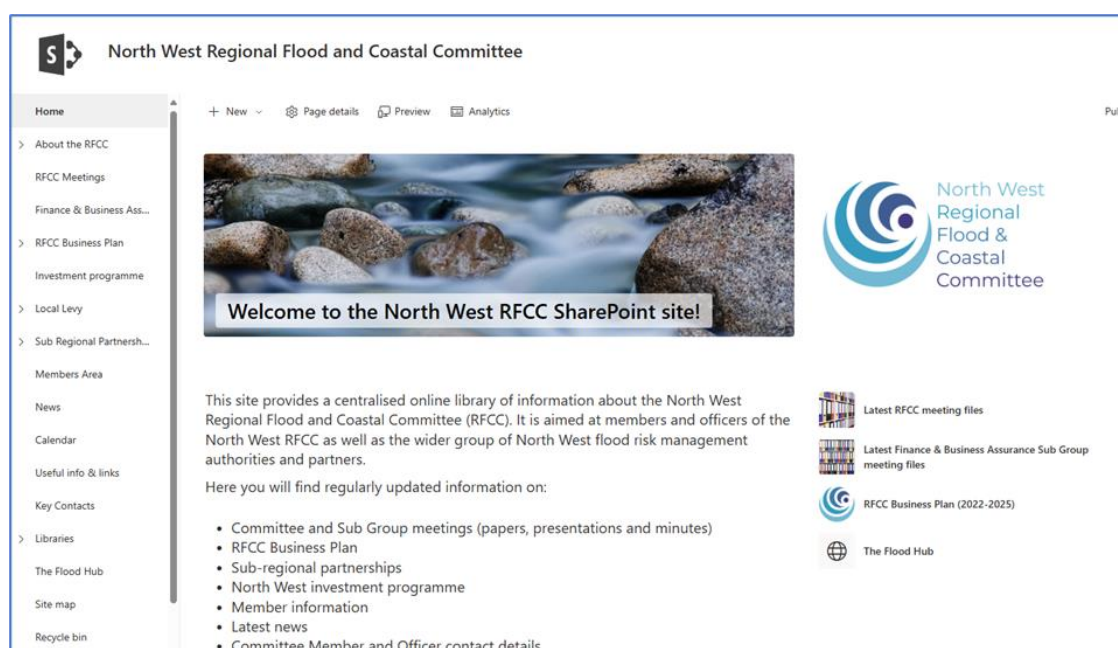 S
North West Regional Flood and Coastal Committee
Home
About the RFCC
RFCC Meetings
Finance & Business Ass...
RFCC Business Plan
Investment programme
Local Levy
Sub Regional Partnersh...
Members Area
News
Calendar
Useful info & links
Key Contacts
Libraries
The Flood Hub
Site map
Recycle bin
+ New
Page details
Preview
Analytics
Pu
Welcome to the North West RFCC SharePoint site!
North West
Regional
Flood &
Coastal
Committee
This site provides a centralised online library of information about the North West
Regional Flood and Coastal Committee (RFCC). It is aimed at members and officers of the
North West RFCC as well as the wider group of North West flood risk management
authorities and partners.
Here you will find regularly updated information on:
• Committee and Sub Group meetings (papers, presentations and minutes)
• RFCC Business Plan
• Sub-regional partnerships
• North West investment programme
• Member information
• Latest news
• Committee Member and Officer contact details
Latest RFCC meeting files
Latest Finance & Business Assurance Sub Group
meeting files
RFCC Business Plan (2022-2025)
The Flood Hub